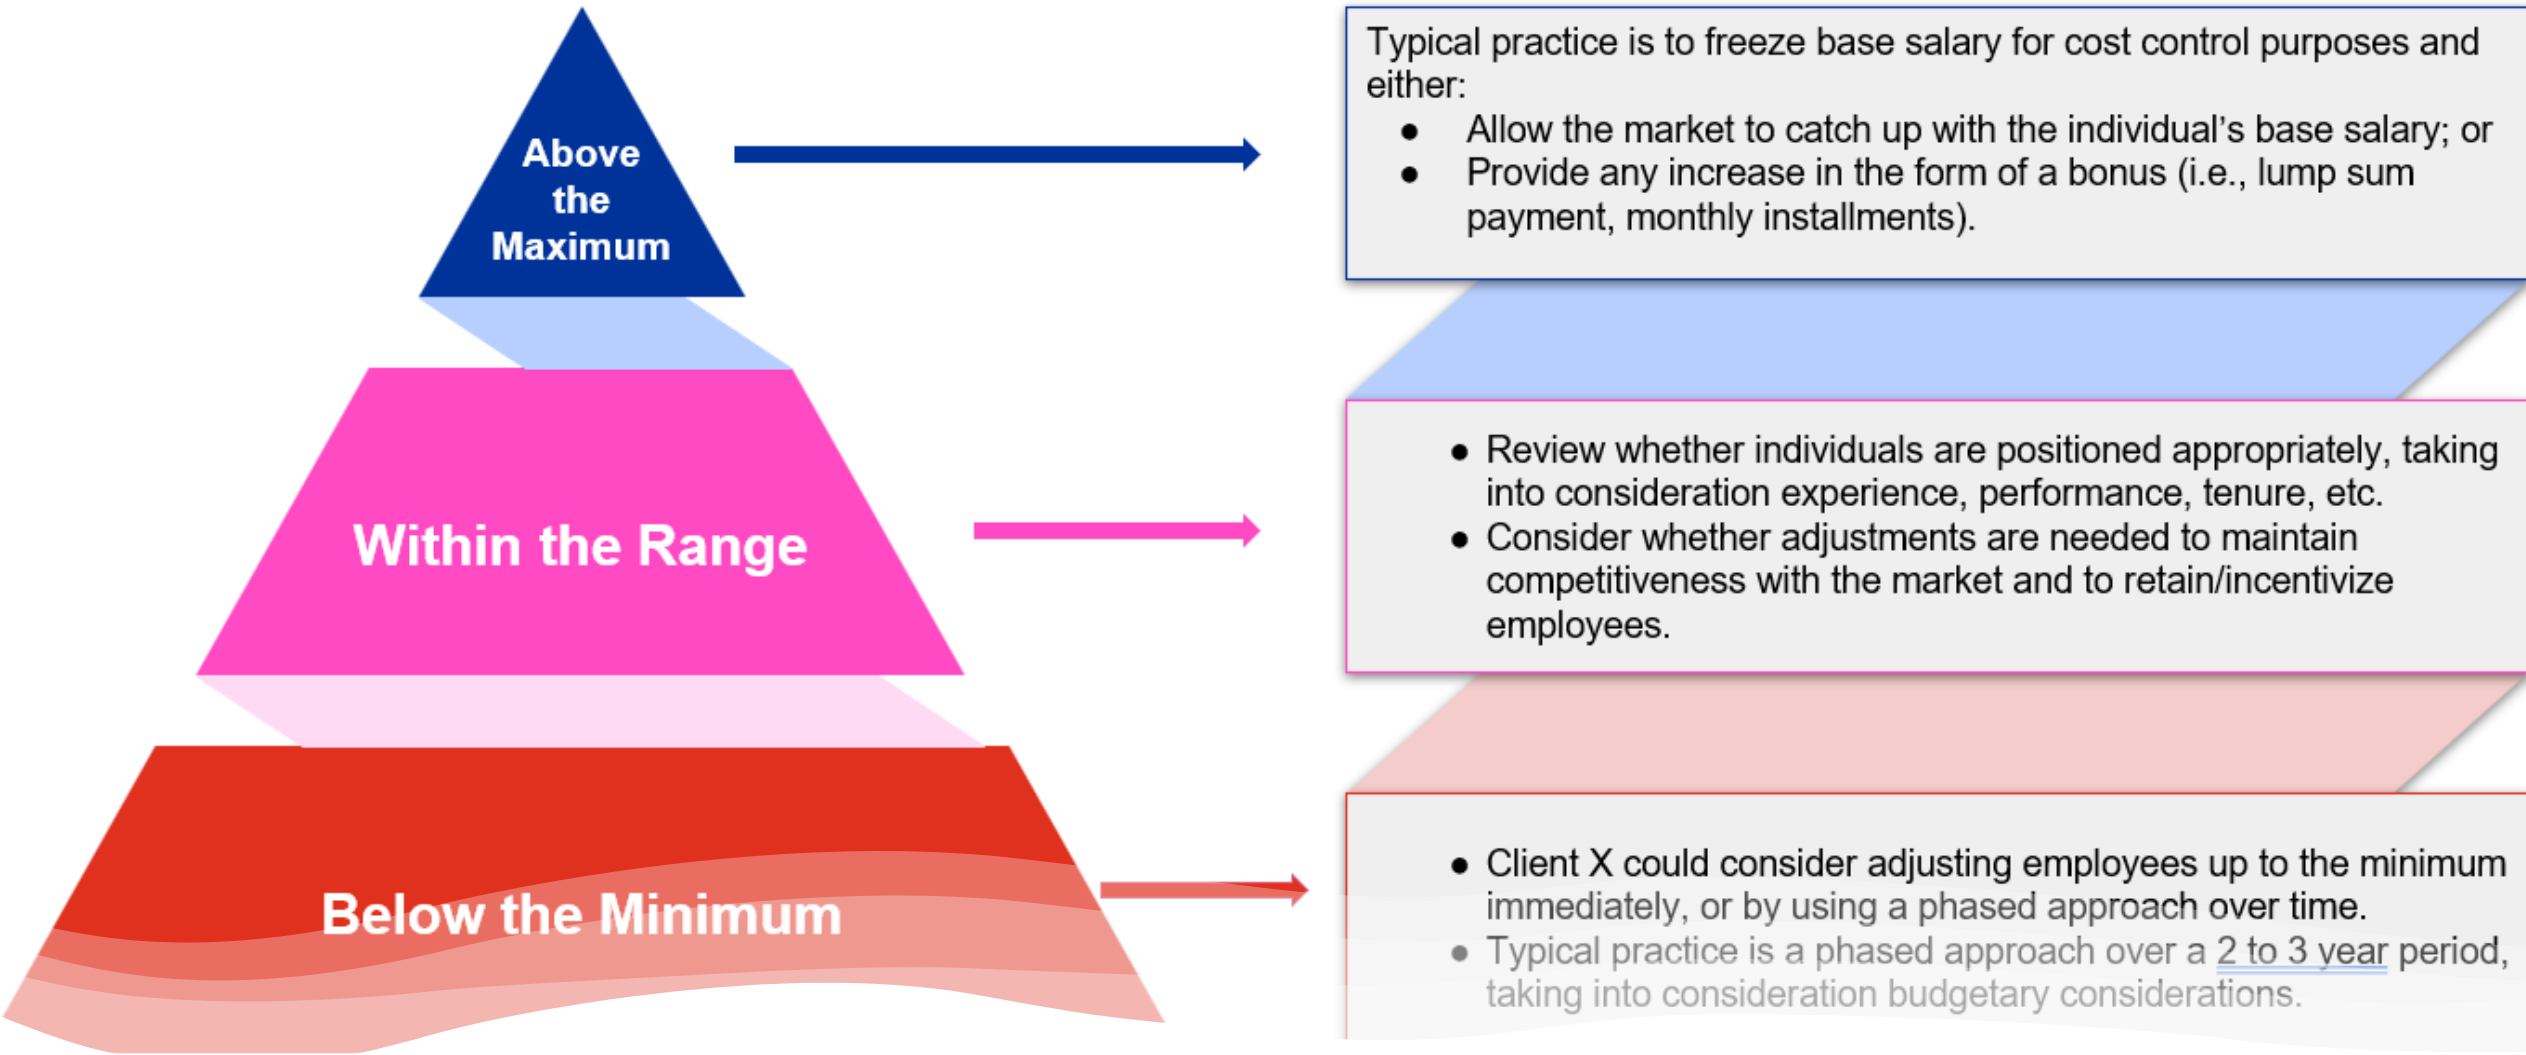 Above
the
Maximum
Typical practice is to freeze base salary for cost control purposes and
either:
● Allow the market to catch up with the individual's base salary; or
● Provide any increase in the form of a bonus (i.e., lump sum
payment, monthly installments).
Within the Range
● Review whether individuals are positioned appropriately, taking
into consideration experience, performance, tenure, etc.
● Consider whether adjustments are needed to maintain
competitiveness with the market and to retain/incentivize
employees.
Below the Minimum
● Client X could consider adjusting employees up to the minimum
immediately, or by using a phased approach over time.
● Typical practice is a phased approach over a 2 to 3 year period,
taking into consideration budgetary considerations.